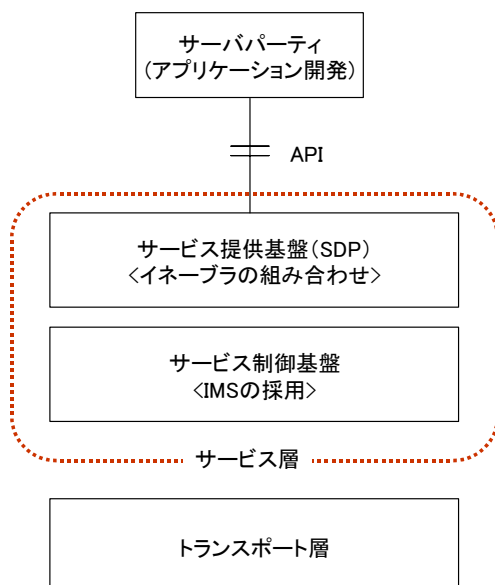 サーバパーティ
(アプリケーション開発)
API
サービス提供基盤(SDP)
<イネーブラの組み合わせ>
サービス制御基盤
<IMSの採用>
サービス層
トランスポート層